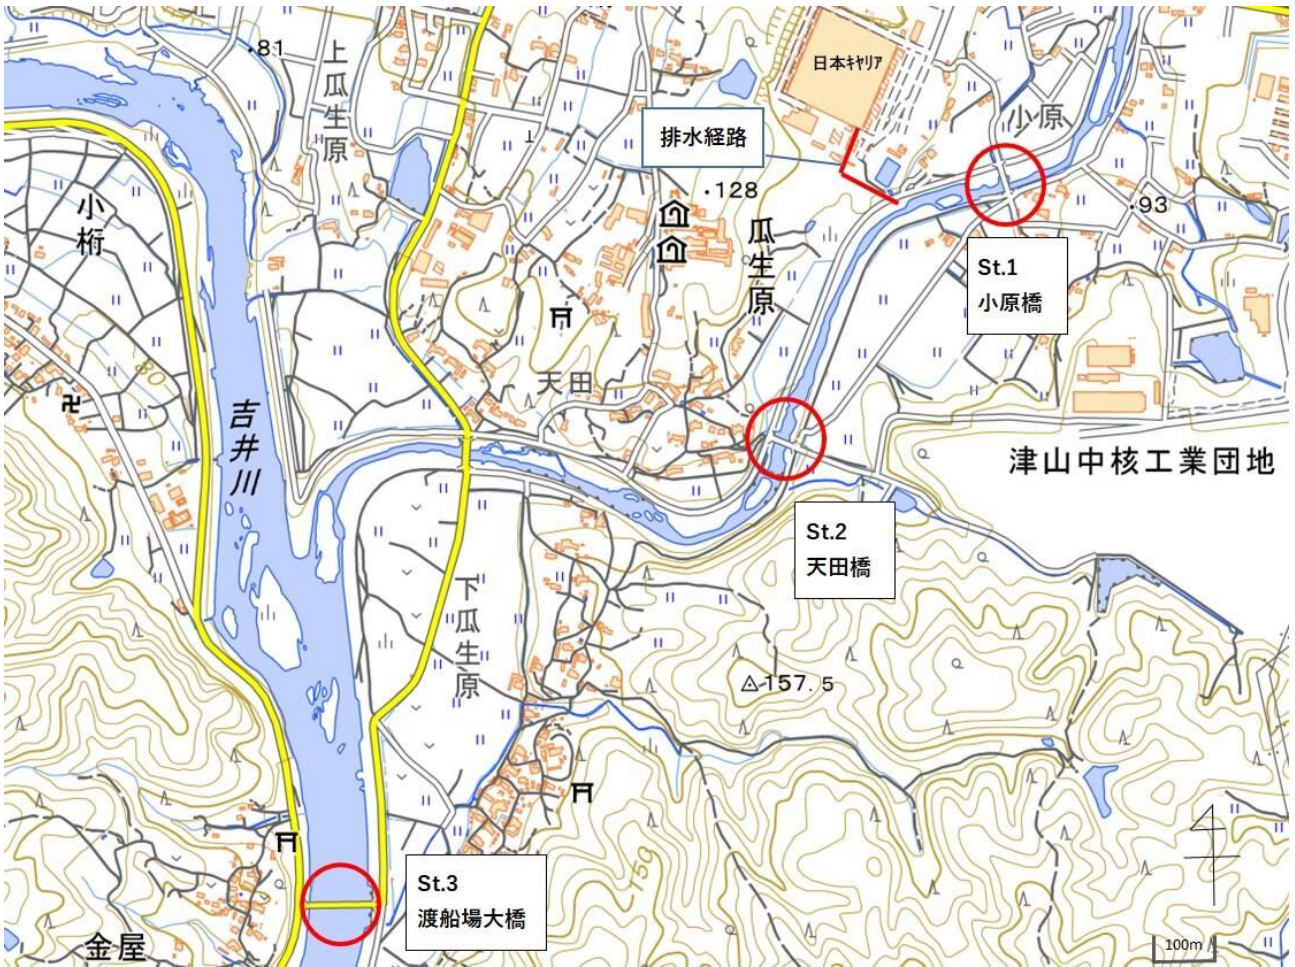 ・81
上瓜生原
日本ｷｬﾘｱ
小原
排水経路
小桁
・128
瓜生原
・93
St.1
小原橋
80
天田
吉井川
津山中核工業団地
St.2
天田橋
下瓜生原
157.5
150
St.3
渡船場大橋
金屋
100m